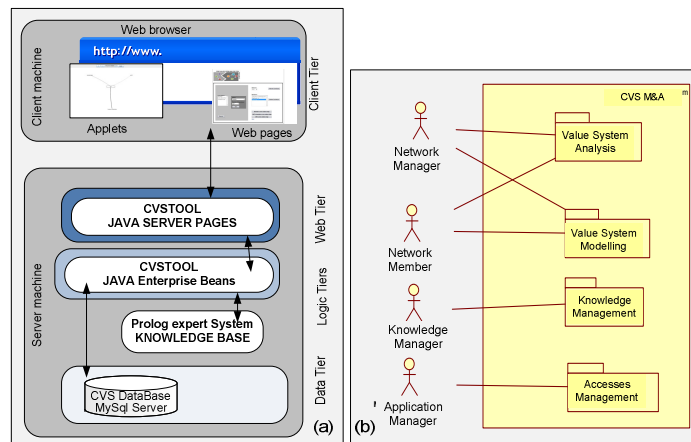 Web browser
http://www.
Client machine
Client Tier
Applets
Web pages
Server machine
CVSTOOL
JAVA SERVER PAGES
Web Tier
CVSTOOL
JAVA Enterprise Beans
Logic Tiers
Prolog expert System
KNOWLEDGE BASE
Data Tier
CVS DataBase
MySql Server
(a)
CVS M&A
m
Network
Manager
Value System
Analysis
Network
Member
Value System
Modelling
Knowledge
Manager
Knowledge
Management
' Application
Manager
Accesses
Management
(b)